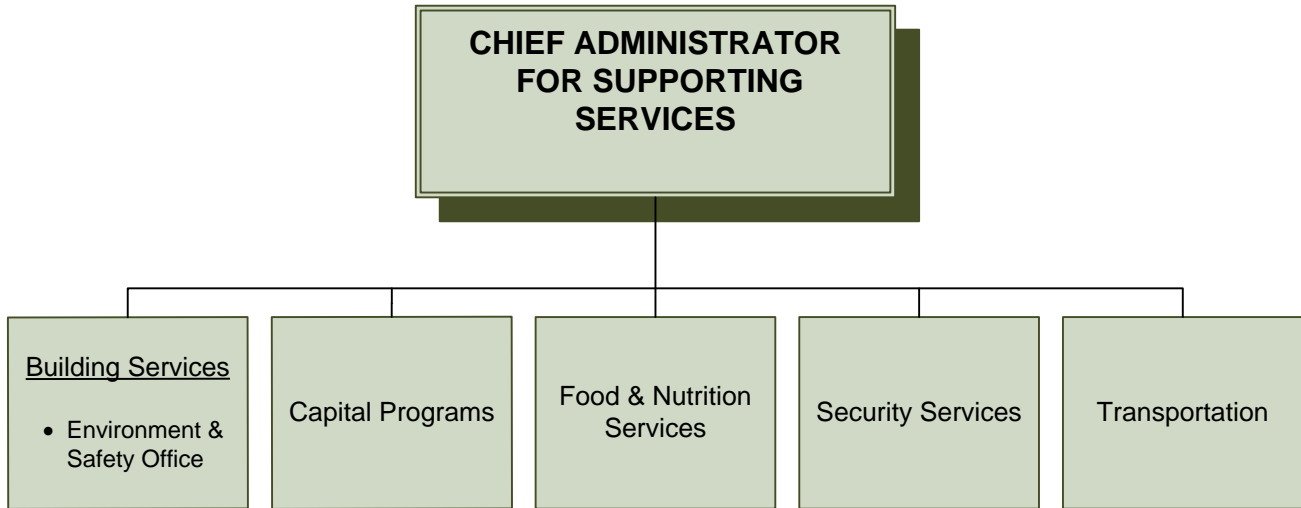 CHIEF ADMINISTRATOR
FOR SUPPORTING
SERVICES
Building Services
• Environment &
Safety Office
Capital Programs
Food & Nutrition
Services
Security Services
Transportation